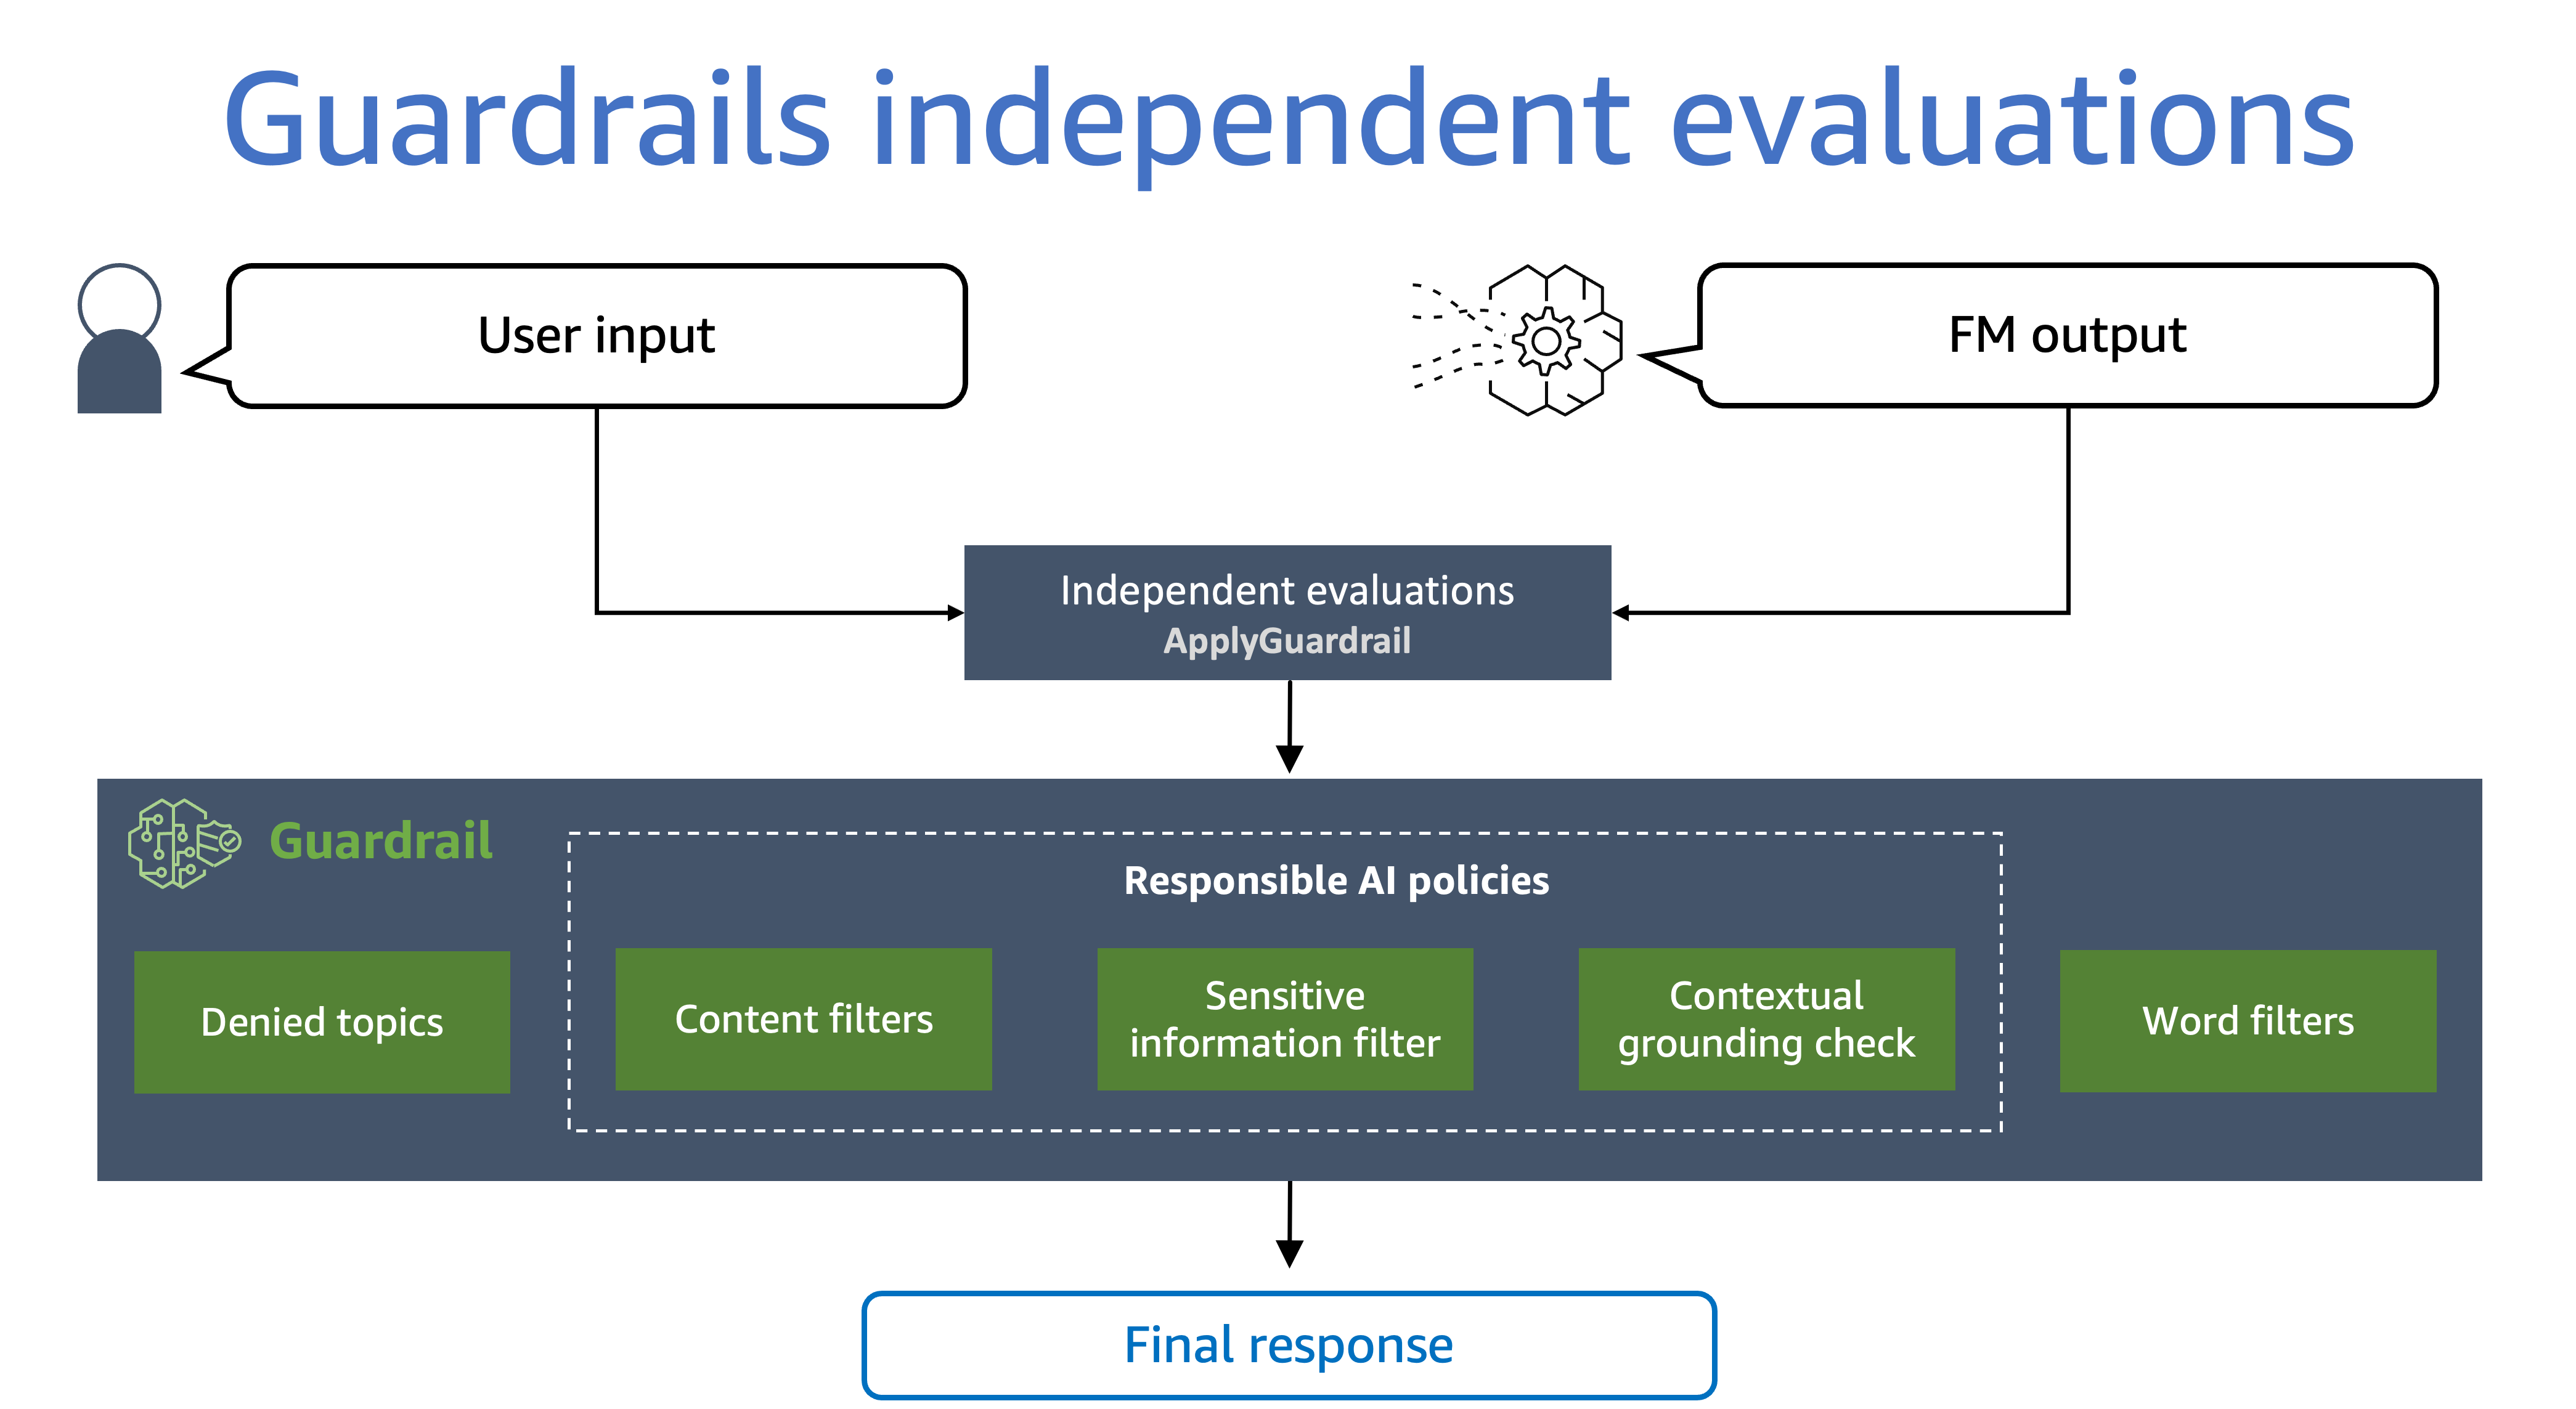 Guardrails independent evaluations
User input
FM output
Independent evaluations
ApplyGuardrail
Guardrail
Responsible AI policies
Denied topics
Content filters
Sensitive
information filter
Contextual
grounding check
Word filters
Final response